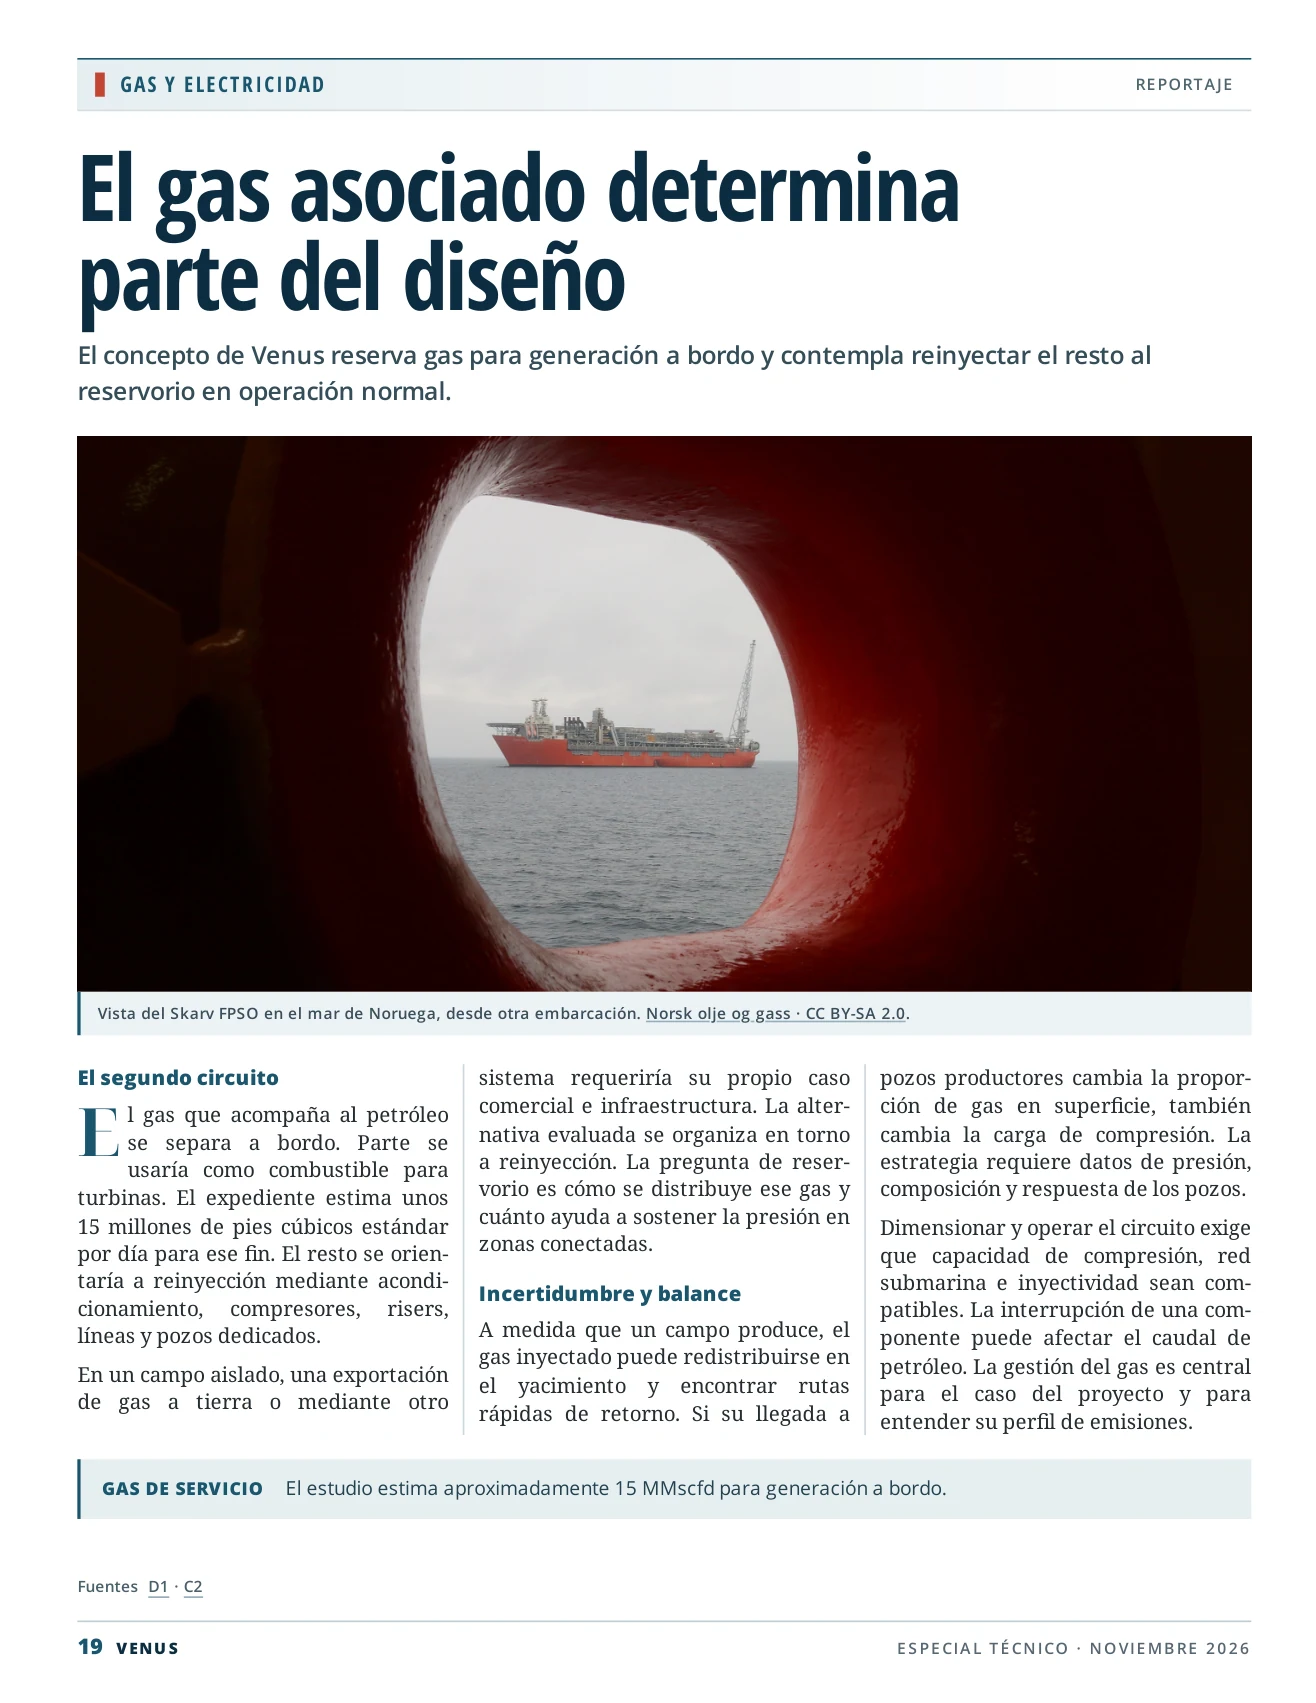 GAS Y ELECTRICIDAD
REPORTAJE
El gas asociado determina
parte del diseño
El concepto de Venus reserva gas para generación a bordo y contempla reinyectar el resto al
reservorio en operación normal.
Vista del Skarv FPSO en el mar de Noruega, desde otra embarcación. Norsk olje og gass · CC BY-SA 2.0.
El segundo circuito
El gas que acompaña al petróleo
se separa a bordo. Parte se
usaría como combustible para
turbinas. El expediente estima unos
15 millones de pies cúbicos estándar
por día para ese fin. El resto se orien-
taría a reinyección mediante acondi-
cionamiento, compresores, risers,
líneas y pozos dedicados.
En un campo aislado, una exportación
de gas a tierra o mediante otro
sistema requeriría su propio caso
comercial e infraestructura. La alter-
nativa evaluada se organiza en torno
a reinyección. La pregunta de reser-
vorio es cómo se distribuye ese gas y
cuánto ayuda a sostener la presión en
zonas conectadas.
Incertidumbre y balance
A medida que un campo produce, el
gas inyectado puede redistribuirse en
el yacimiento y encontrar rutas
rápidas de retorno. Si su llegada a
pozos productores cambia la propor-
ción de gas en superficie, también
cambia la carga de compresión. La
estrategia requiere datos de presión,
composición y respuesta de los pozos.
Dimensionar y operar el circuito exige
que capacidad de compresión, red
submarina e inyectividad sean com-
patibles. La interrupción de una com-
ponente puede afectar el caudal de
petróleo. La gestión del gas es central
para el caso del proyecto y para
entender su perfil de emisiones.
GAS DE SERVICIO El estudio estima aproximadamente 15 MMscfd para generación a bordo.
Fuentes D1 · C2
19 VENUS
ESPECIAL TÉCNICO · NOVIEMBRE 2026